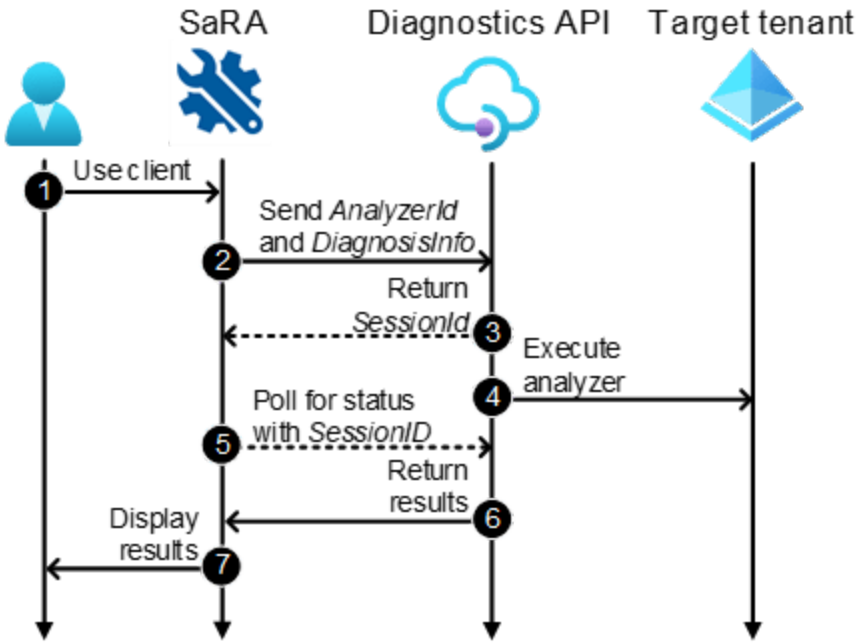 SaRA
Diagnostics API
Target tenant
1
Use client
Send AnalyzerId
and DiagnosisInfo
2
Return
SessionId
3
Execute
analyzer
4
Poll for status
with SessionID
5
Return
results
6
Display
results
7